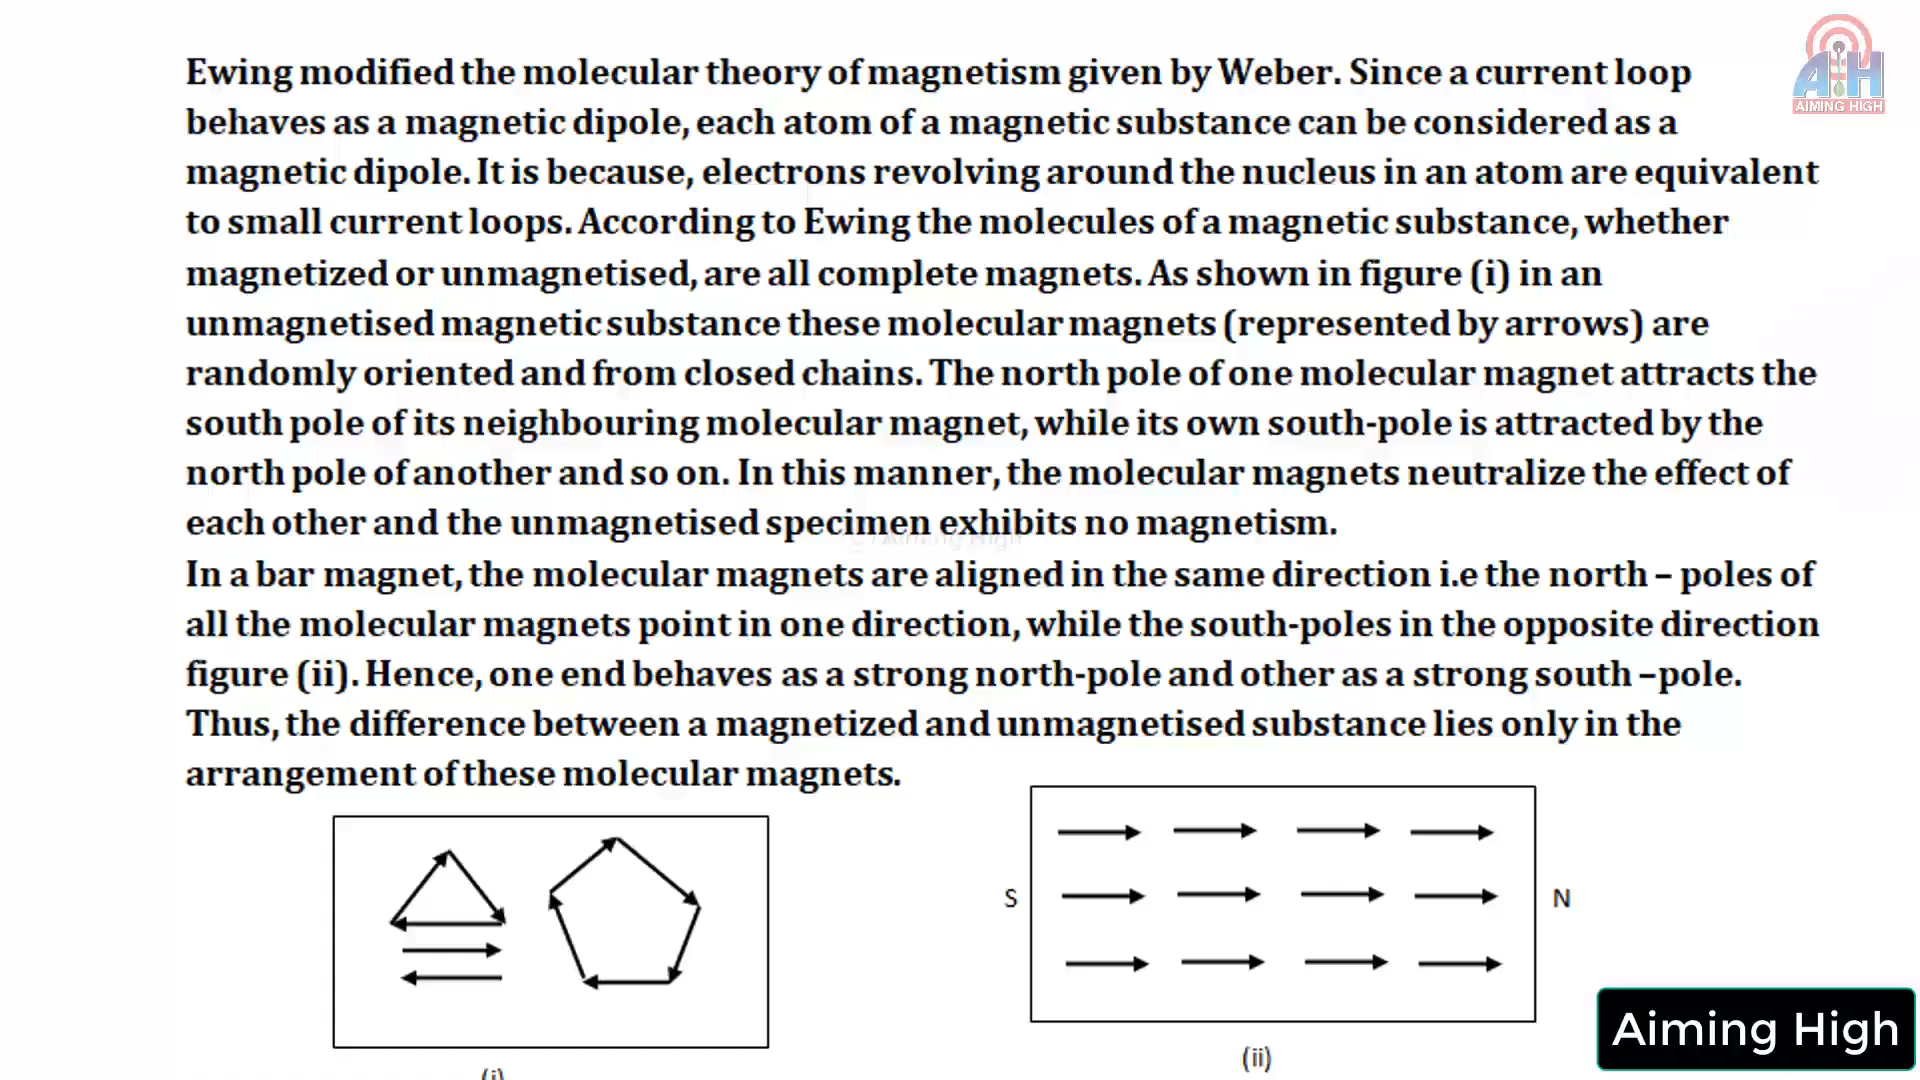 Ewing modified the molecular theory of magnetism given by Weber. Since a current loop
behaves as a magnetic dipole, each atom of a magnetic substance can be considered as a
magnetic dipole. It is because, electrons revolving around the nucleus in an atom are equivalent
to small current loops. According to Ewing the molecules of a magnetic substance, whether
magnetized or unmagnetised, are all complete magnets. As shown in figure (i) in an
unmagnetised magnetic substance these molecular magnets (represented by arrows) are
randomly oriented and from closed chains. The north pole of one molecular magnet attracts the
south pole of its neighbouring molecular magnet, while its own south-pole is attracted by the
north pole of another and so on. In this manner, the molecular magnets neutralize the effect of
each other and the unmagnetised specimen exhibits no magnetism.
In a bar magnet, the molecular magnets are aligned in the same direction i.e the north – poles of
all the molecular magnets point in one direction, while the south-poles in the opposite direction
figure (ii). Hence, one end behaves as a strong north-pole and other as a strong south –pole.
Thus, the difference between a magnetized and unmagnetised substance lies only in the
arrangement of these molecular magnets.
S
N
(i)
(ii)
AH
AIMING HIGH
Aiming High
Aiming High